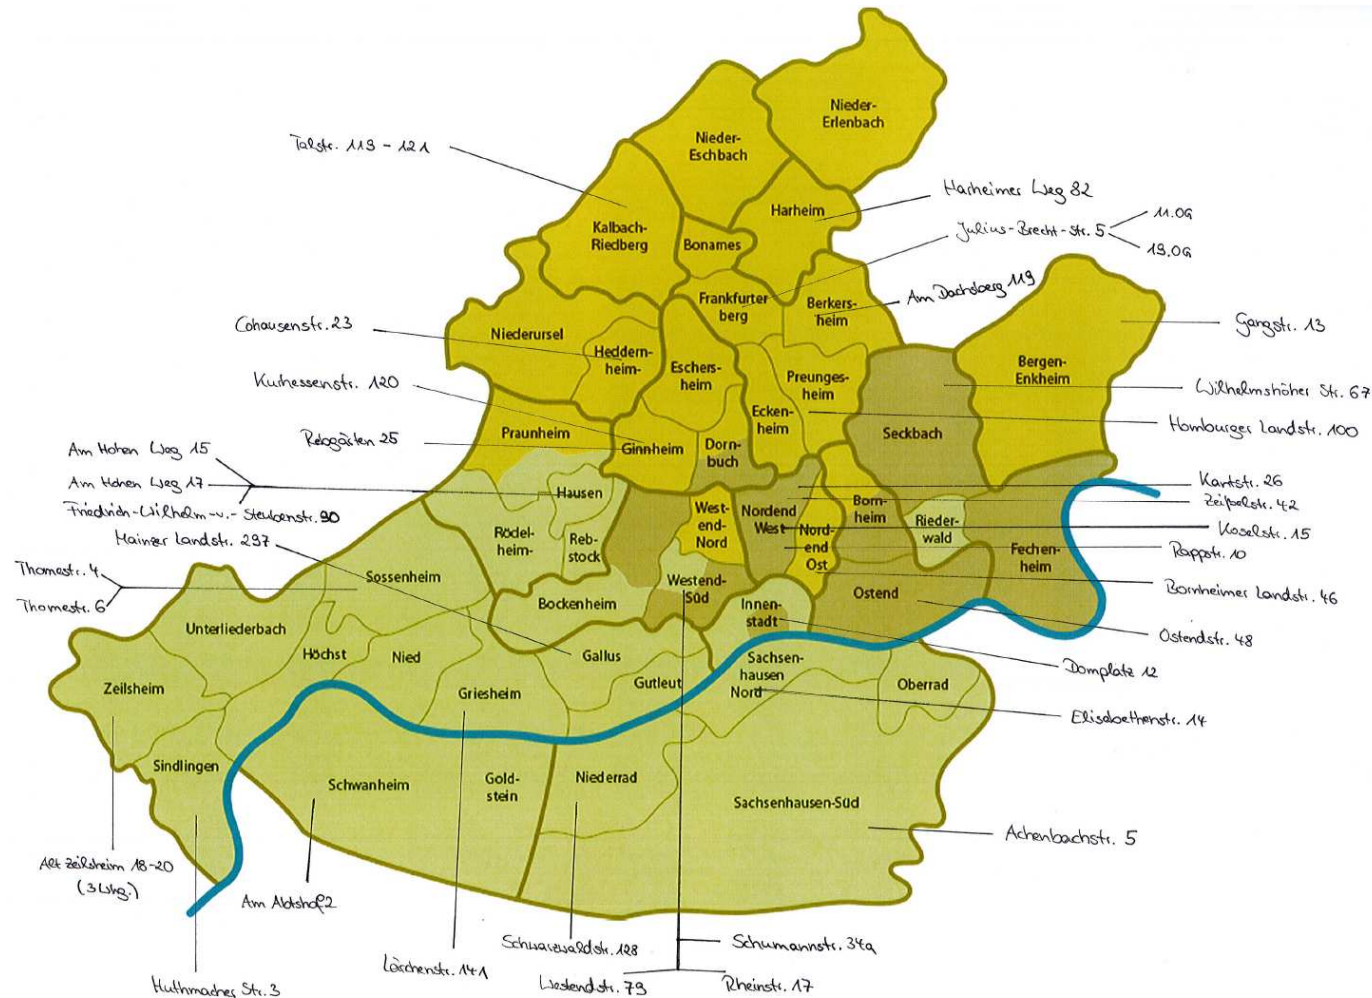 Nieder-
Erlenbach
Nieder-
Eschbach
Talstr. 119 - 121
Harheimer Weg 82
Harheim
Kalbach-
Riedberg
Bonames
Julius-Brecht-Str. 5
11.OG
19.OG
Frankfurter
berg
Berkers-
heim
Am Dachsberg 119
Cohausenstr. 23
Niederursel
Heddern-
heim-
Eschers-
heim
Preunges-
heim
Bergen-
Enkheim
Gangstr. 13
Kurhessenstr. 120
Wilhelmshöher Str. 67
Ecken-
heim
Homburger Landstr. 100
Seckbach
Praunheim
Rebgärten 25
Ginnheim
Dorn-
buch
Am Hohen Weg 15
Am Hohen Weg 17
Friedrich-Wilhelm-v.-Steubenstr. 90
Hausen
Kantstr. 26
Zeißelstr. 42
Koselstr. 15
Rappstr. 10
Bornheimer Landstr. 46
West-
end-
Nord
Nordend
West
Nord-
end
Ost
Born-
heim
Rieder-
wald
Fechen-
heim
Mainzer Landstr. 297
Rödel-
heim-
Reb-
stock
Thomestr. 4
Thomestr. 6
Sossenheim
Bockenheim
Westend-
Süd
Innen-
stadt
Ostend
Ostendstr. 48
Domplatz 12
Unterliederbach
Höchst
Nied
Gallus
Gutleut
Sachsen-
hausen
Nord
Oberrad
Elisabethenstr. 14
Zeilsheim
Griesheim
Sindlingen
Schwanheim
Gold-
stein
Niederrad
Sachsenhausen-Süd
Achenbachstr. 5
Alt Zeilsheim 18-20
(3 Whg.)
Am Abtshof 2
Huthmacher Str. 3
Lärchenstr. 141
Schwarzwaldstr. 128
Schumannstr. 34a
Westendstr. 79
Rheinstr. 17